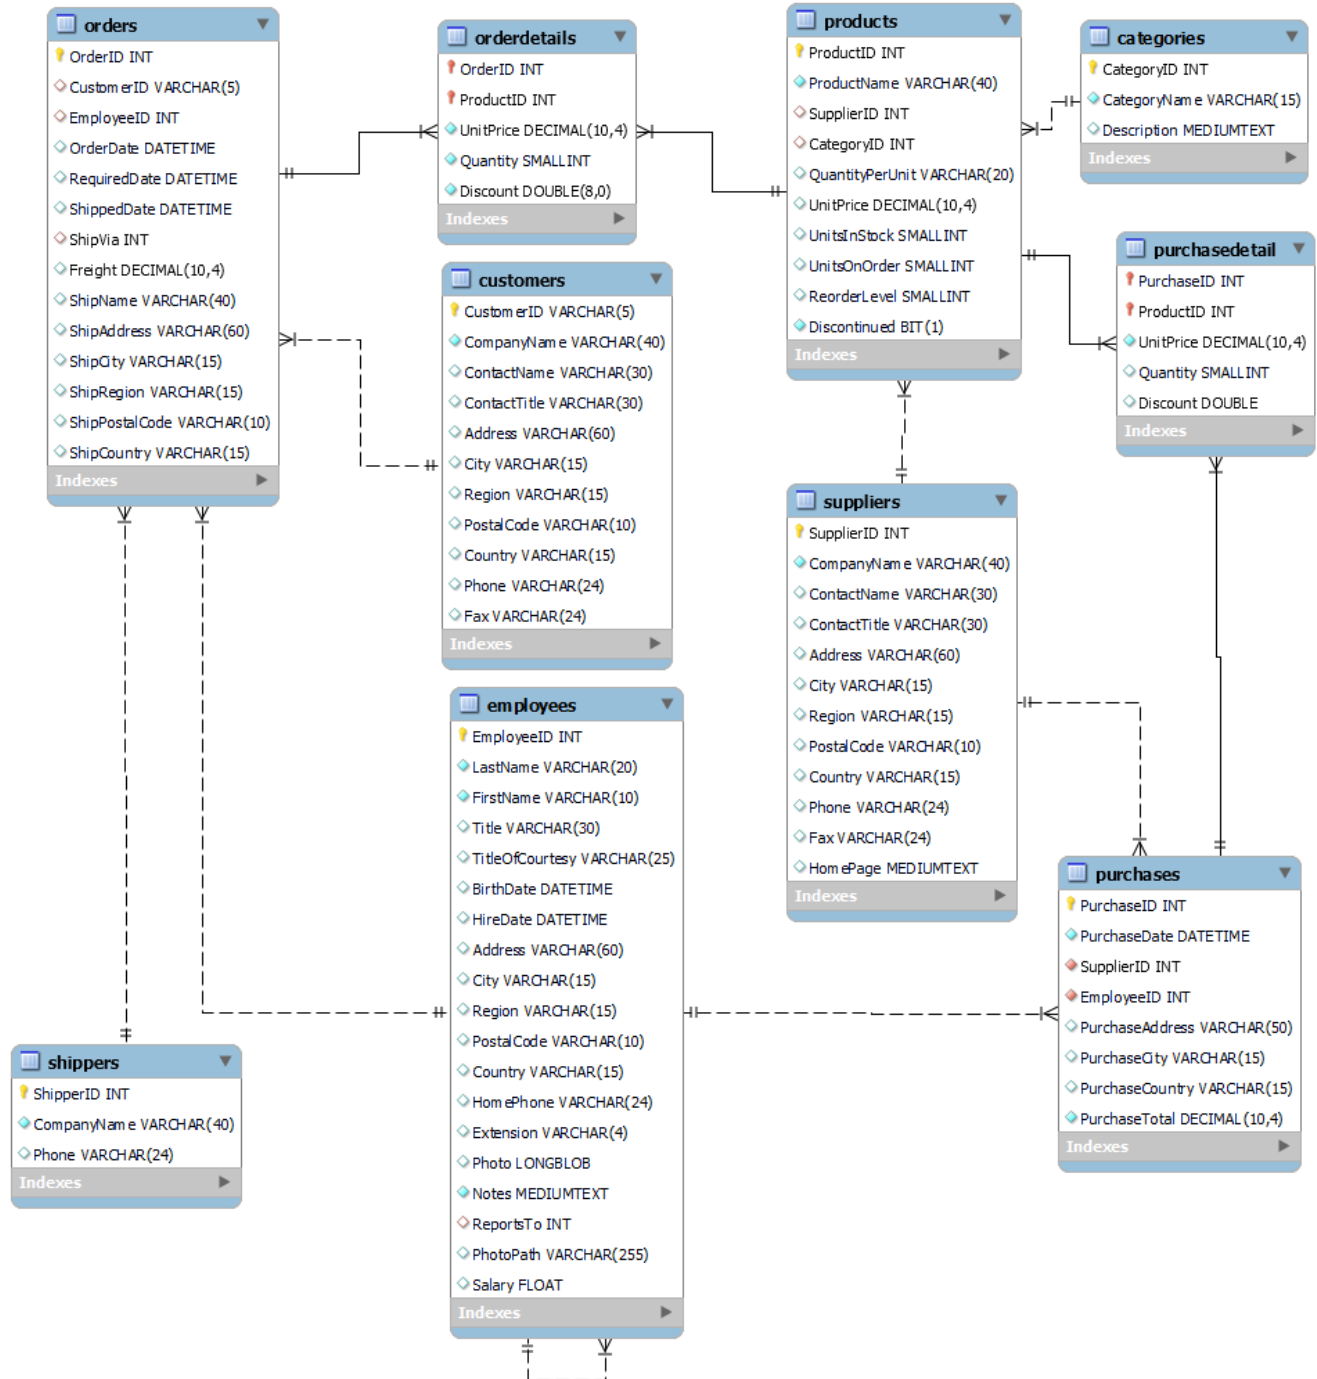 orders
OrderID INT
CustomerID VARCHAR(5)
EmployeeID INT
OrderDate DATETIME
RequiredDate DATETIME
ShippedDate DATETIME
ShipVia INT
Freight DECIMAL(10,4)
ShipName VARCHAR(40)
ShipAddress VARCHAR(60)
ShipCity VARCHAR(15)
ShipRegion VARCHAR(15)
ShipPostalCode VARCHAR(10)
ShipCountry VARCHAR(15)
Indexes
orderdetails
OrderID INT
ProductID INT
UnitPrice DECIMAL(10,4)
Quantity SMALLINT
Discount DOUBLE(8,0)
Indexes
products
ProductID INT
ProductName VARCHAR(40)
SupplierID INT
CategoryID INT
QuantityPerUnit VARCHAR(20)
UnitPrice DECIMAL(10,4)
UnitsInStock SMALLINT
UnitsOnOrder SMALLINT
ReorderLevel SMALLINT
Discontinued BIT(1)
Indexes
categories
CategoryID INT
CategoryName VARCHAR(15)
Description MEDIUMTEXT
Indexes
customers
CustomerID VARCHAR(5)
CompanyName VARCHAR(40)
ContactName VARCHAR(30)
ContactTitle VARCHAR(30)
Address VARCHAR(60)
City VARCHAR(15)
Region VARCHAR(15)
PostalCode VARCHAR(10)
Country VARCHAR(15)
Phone VARCHAR(24)
Fax VARCHAR(24)
Indexes
purchasedetail
PurchaseID INT
ProductID INT
UnitPrice DECIMAL(10,4)
Quantity SMALLINT
Discount DOUBLE
Indexes
suppliers
SupplierID INT
CompanyName VARCHAR(40)
ContactName VARCHAR(30)
ContactTitle VARCHAR(30)
Address VARCHAR(60)
City VARCHAR(15)
Region VARCHAR(15)
PostalCode VARCHAR(10)
Country VARCHAR(15)
Phone VARCHAR(24)
Fax VARCHAR(24)
HomePage MEDIUMTEXT
Indexes
employees
EmployeeID INT
LastName VARCHAR(20)
FirstName VARCHAR(10)
Title VARCHAR(30)
TitleOfCourtesy VARCHAR(25)
BirthDate DATETIME
HireDate DATETIME
Address VARCHAR(60)
City VARCHAR(15)
Region VARCHAR(15)
PostalCode VARCHAR(10)
Country VARCHAR(15)
HomePhone VARCHAR(24)
Extension VARCHAR(4)
Photo LONGBLOB
Notes MEDIUMTEXT
ReportsTo INT
PhotoPath VARCHAR(255)
Salary FLOAT
Indexes
purchases
PurchaseID INT
PurchaseDate DATETIME
SupplierID INT
EmployeeID INT
PurchaseAddress VARCHAR(50)
PurchaseCity VARCHAR(15)
PurchaseCountry VARCHAR(15)
PurchaseTotal DECIMAL(10,4)
Indexes
shippers
ShipperID INT
CompanyName VARCHAR(40)
Phone VARCHAR(24)
Indexes